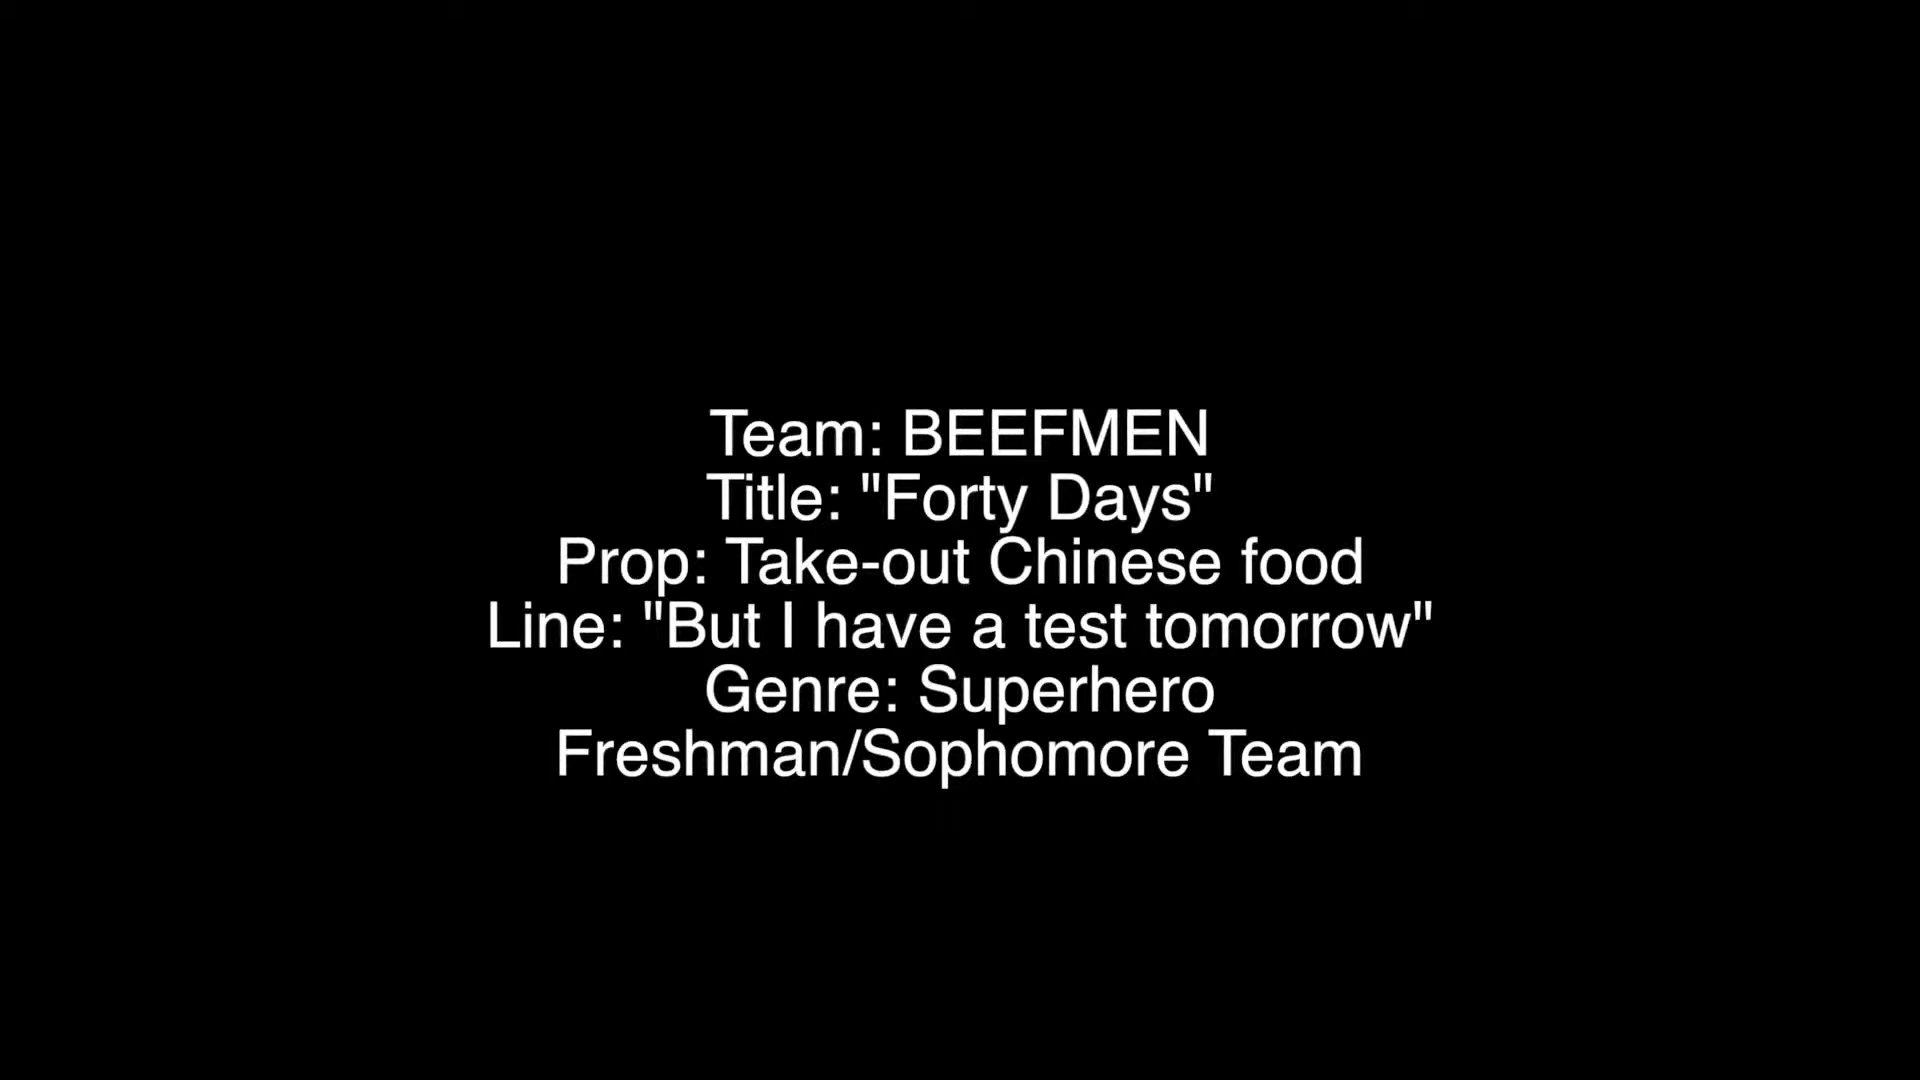 Team: BEEFMEN
Title: "Forty Days"
Prop: Take-out Chinese food
Line: "But I have a test tomorrow"
Genre: Superhero
Freshman/Sophomore Team